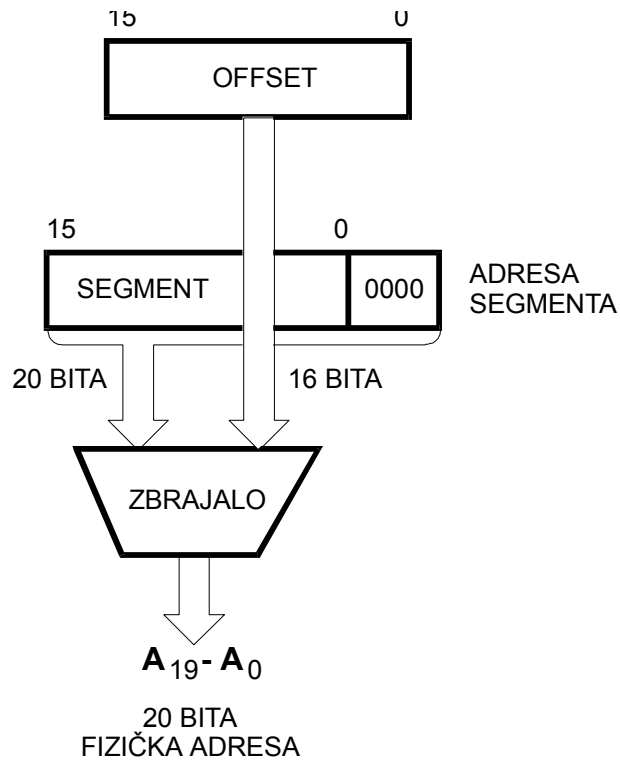 15 0
OFFSET
15 0
SEGMENT 0000
ADRESA
SEGMENTA
20 BITA 16 BITA
ZBRAJALO
A19- A0
20 BITA
FIZIČKA ADRESA